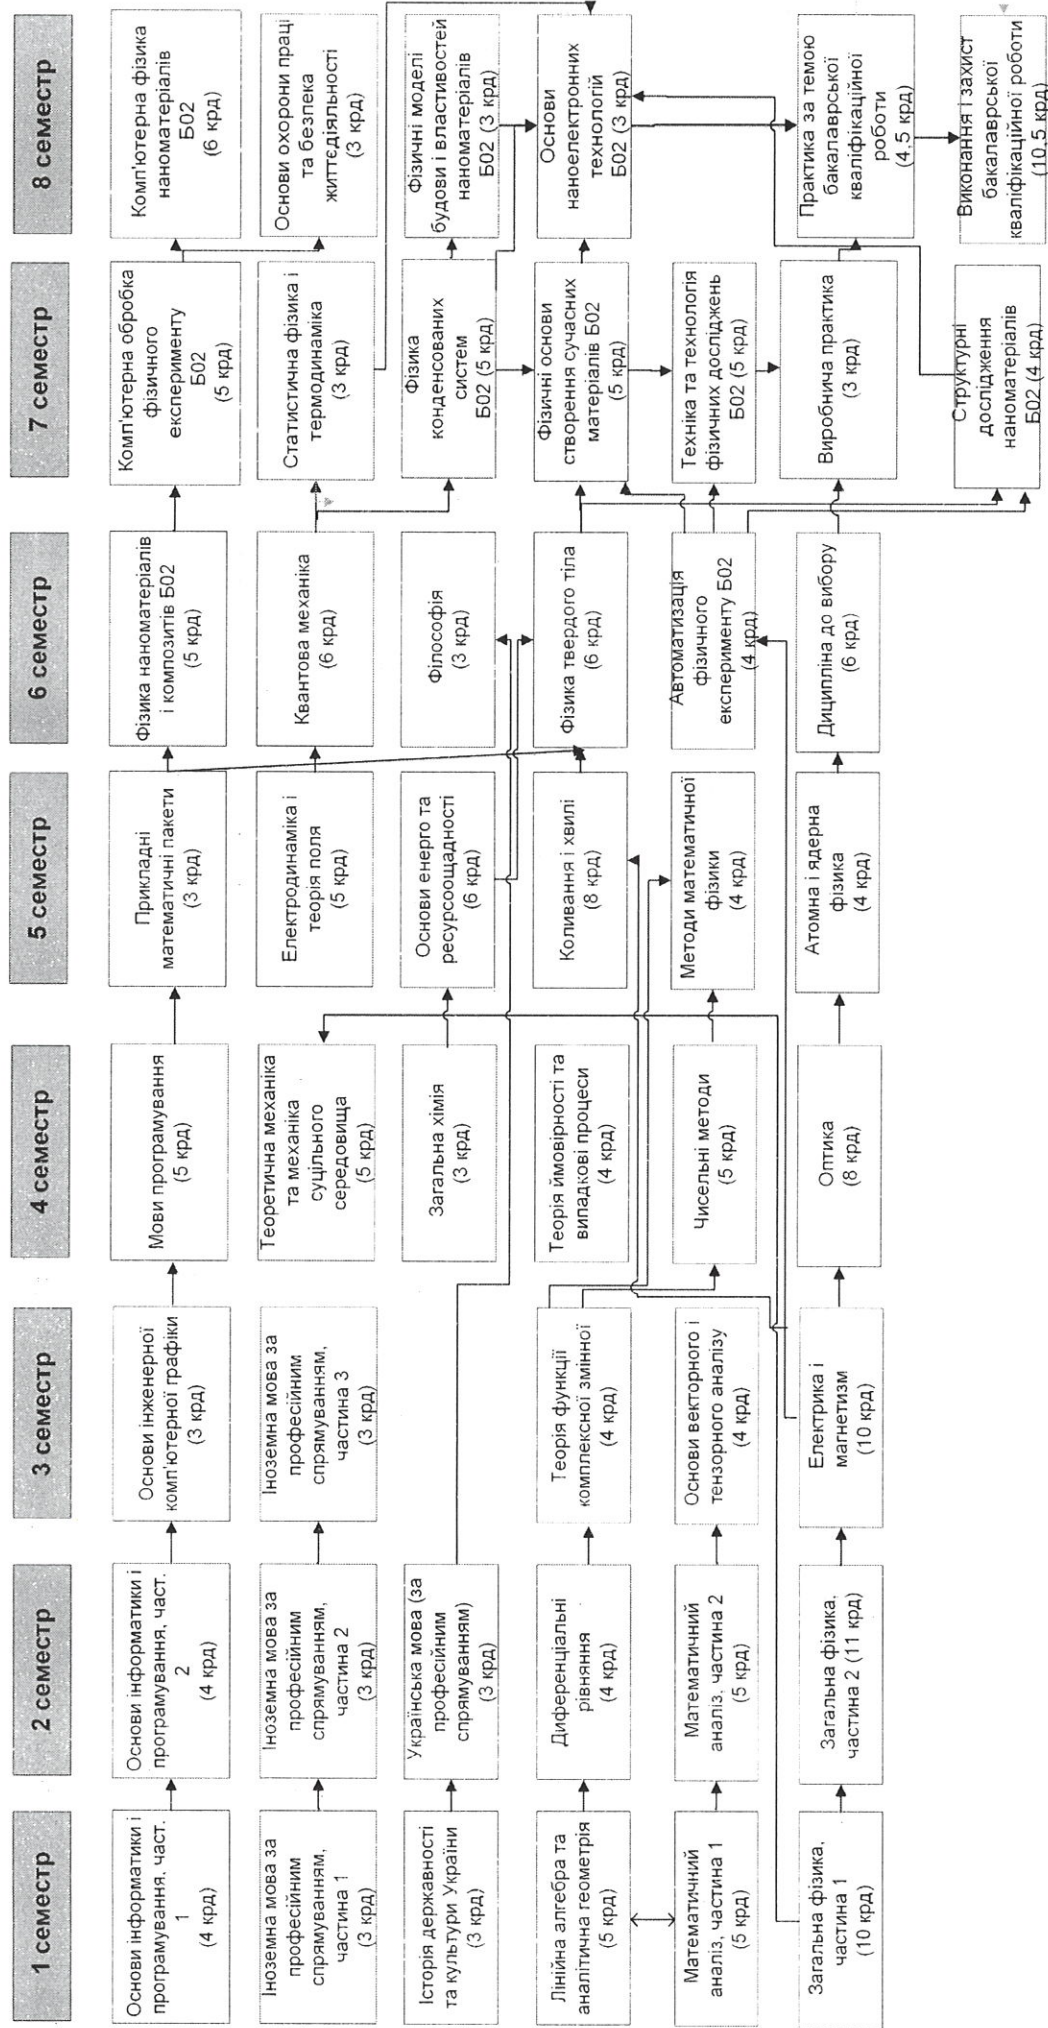 1 семестр
Основи інформатики і
програмування, част.
1
(4 крд)
Іноземна мова за
професійним
спрямуванням,
частина 1
(3 крд)
Історія державності
та культури України
(3 крд)
Лінійна алгебра та
аналітична геометрія
(5 крд)
Математичний
аналіз, частина 1
(5 крд)
Загальна фізика,
частина 1
(10 крд)
2 семестр
Основи інформатики і
програмування, част.
2
(4 крд)
Іноземна мова за
професійним
спрямуванням,
частина 2
(3 крд)
Українська мова (за
професійним
спрямуванням)
(3 крд)
Диференціальні
рівняння
(4 крд)
Математичний
аналіз, частина 2
(5 крд)
Загальна фізика,
частина 2 (11 крд)
3 семестр
Основи інженерної
комп'ютерної графіки
(3 крд)
Іноземна мова за
професійним
спрямуванням,
частина 3
(3 крд)
Теорія функції
комплексної змінної
(4 крд)
Основи векторного і
тензорного аналізу
(4 крд)
Електрика і
магнетизм
(10 крд)
4 семестр
Мови програмування
(5 крд)
Теоретична механіка
та механіка
суцільного
середовища
(5 крд)
Загальна хімія
(3 крд)
Теорія ймовірності та
випадкові процеси
(4 крд)
Чисельні методи
(5 крд)
Оптика
(8 крд)
5 семестр
Прикладні
математичні пакети
(3 крд)
Електродинаміка і
теорія поля
(5 крд)
Основи енерго та
ресурсоощадності
(6 крд)
Коливання і хвилі
(8 крд)
Методи математичної
фізики
(4 крд)
Атомна і ядерна
фізика
(4 крд)
6 семестр
Фізика наноматеріалів
і композитів Б02
(5 крд)
Квантова механіка
(6 крд)
Філософія
(3 крд)
Фізика твердого тіла
(6 крд)
Автоматизація
фізичного
експерименту Б02
(4 крд)
Диципліна до вибору
(6 крд)
7 семестр
Комп'ютерна обробка
фізичного
експерименту
Б02
(5 крд)
Статистична фізика і
термодинаміка
(3 крд)
Фізика
конденсованих
систем
Б02 (5 крд)
Фізичні основи
створення сучасних
матеріалів Б02
(5 крд)
Техніка та технологія
фізичних досліджень
Б02 (5 крд)
Виробнича практика
(3 крд)
Структурні
дослідження
наноматеріалів
Б02 (4 крд)
8 семестр
Комп'ютерна фізика
наноматеріалів
Б02
(6 крд)
Основи охорони праці
та безпека
життєдіяльності
(3 крд)
Фізичні моделі
будови і властивостей
наноматеріалів
Б02 (3 крд)
Основи
наноелектронних
технологій
Б02 (3 крд)
Практика за темою
бакалаврської
кваліфікаційної
роботи
(4,5 крд)
Виконання і захист
бакалаврської
кваліфікаційної роботи
(10,5 крд)